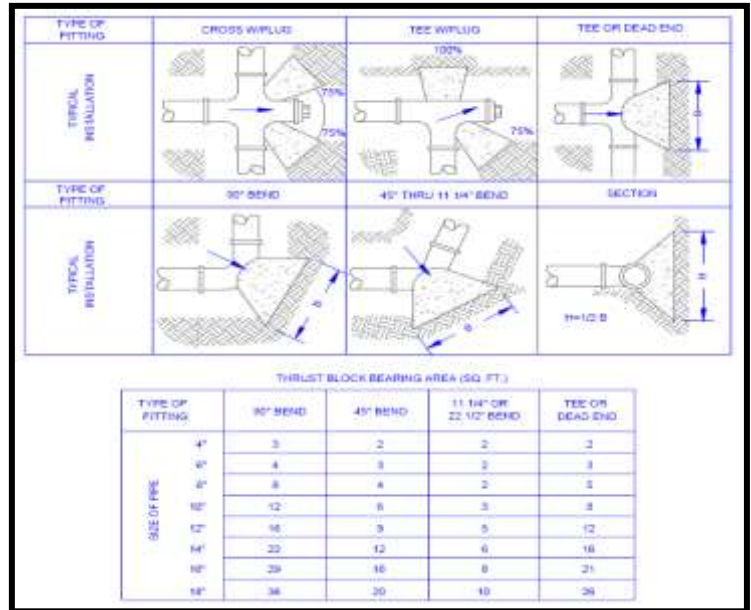 TYPE OF FITTING
CROSS W/PLUG
TEE W/PLUG
TEE OR DEAD END
TYPICAL INSTALLATION
75%
75%
100%
75%
B
TYPE OF FITTING
90° BEND
45° THRU 11 1/4° BEND
SECTION
TYPICAL INSTALLATION
B
B
H=1/2 B
H
THRUST BLOCK BEARING AREA (SQ. FT.)
TYPE OF FITTING
90° BEND
45° BEND
11 1/4° OR 22 1/2° BEND
TEE OR DEAD END
SIZE OF PIPE
4" 3 2 2 2
6" 4 3 2 3
8" 8 4 2 5
10" 12 6 3 8
12" 16 9 5 12
14" 22 12 6 16
16" 29 16 8 21
18" 36 20 10 26